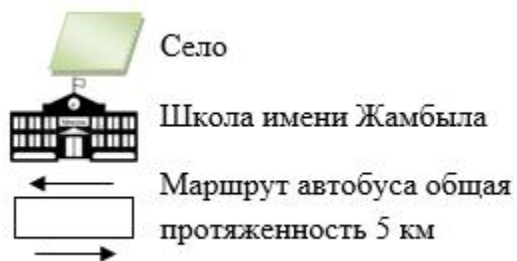 Село
Школа имени Жамбыла
Маршрут автобуса общая
протяженность 5 км